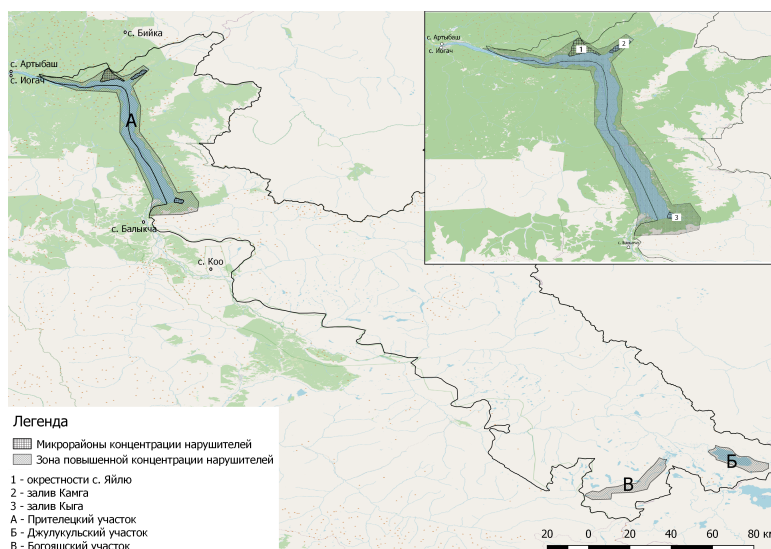 с. Бийка
с. Артыбаш
с. Иогач
А
с. Балыкча
с. Коо
с. Артыбаш
с. Иогач
1
2
3
с. Балыкча
Б
В
Легенда
Микрорайоны концентрации нарушителей
Зона повышенной концентрации нарушителей
1 - окрестности с. Яйлю
2 - залив Камга
3 - залив Кыга
А - Прителецкий участок
Б - Джулукульский участок
В - Богояшский участок
20 0 20 40 60 80 км